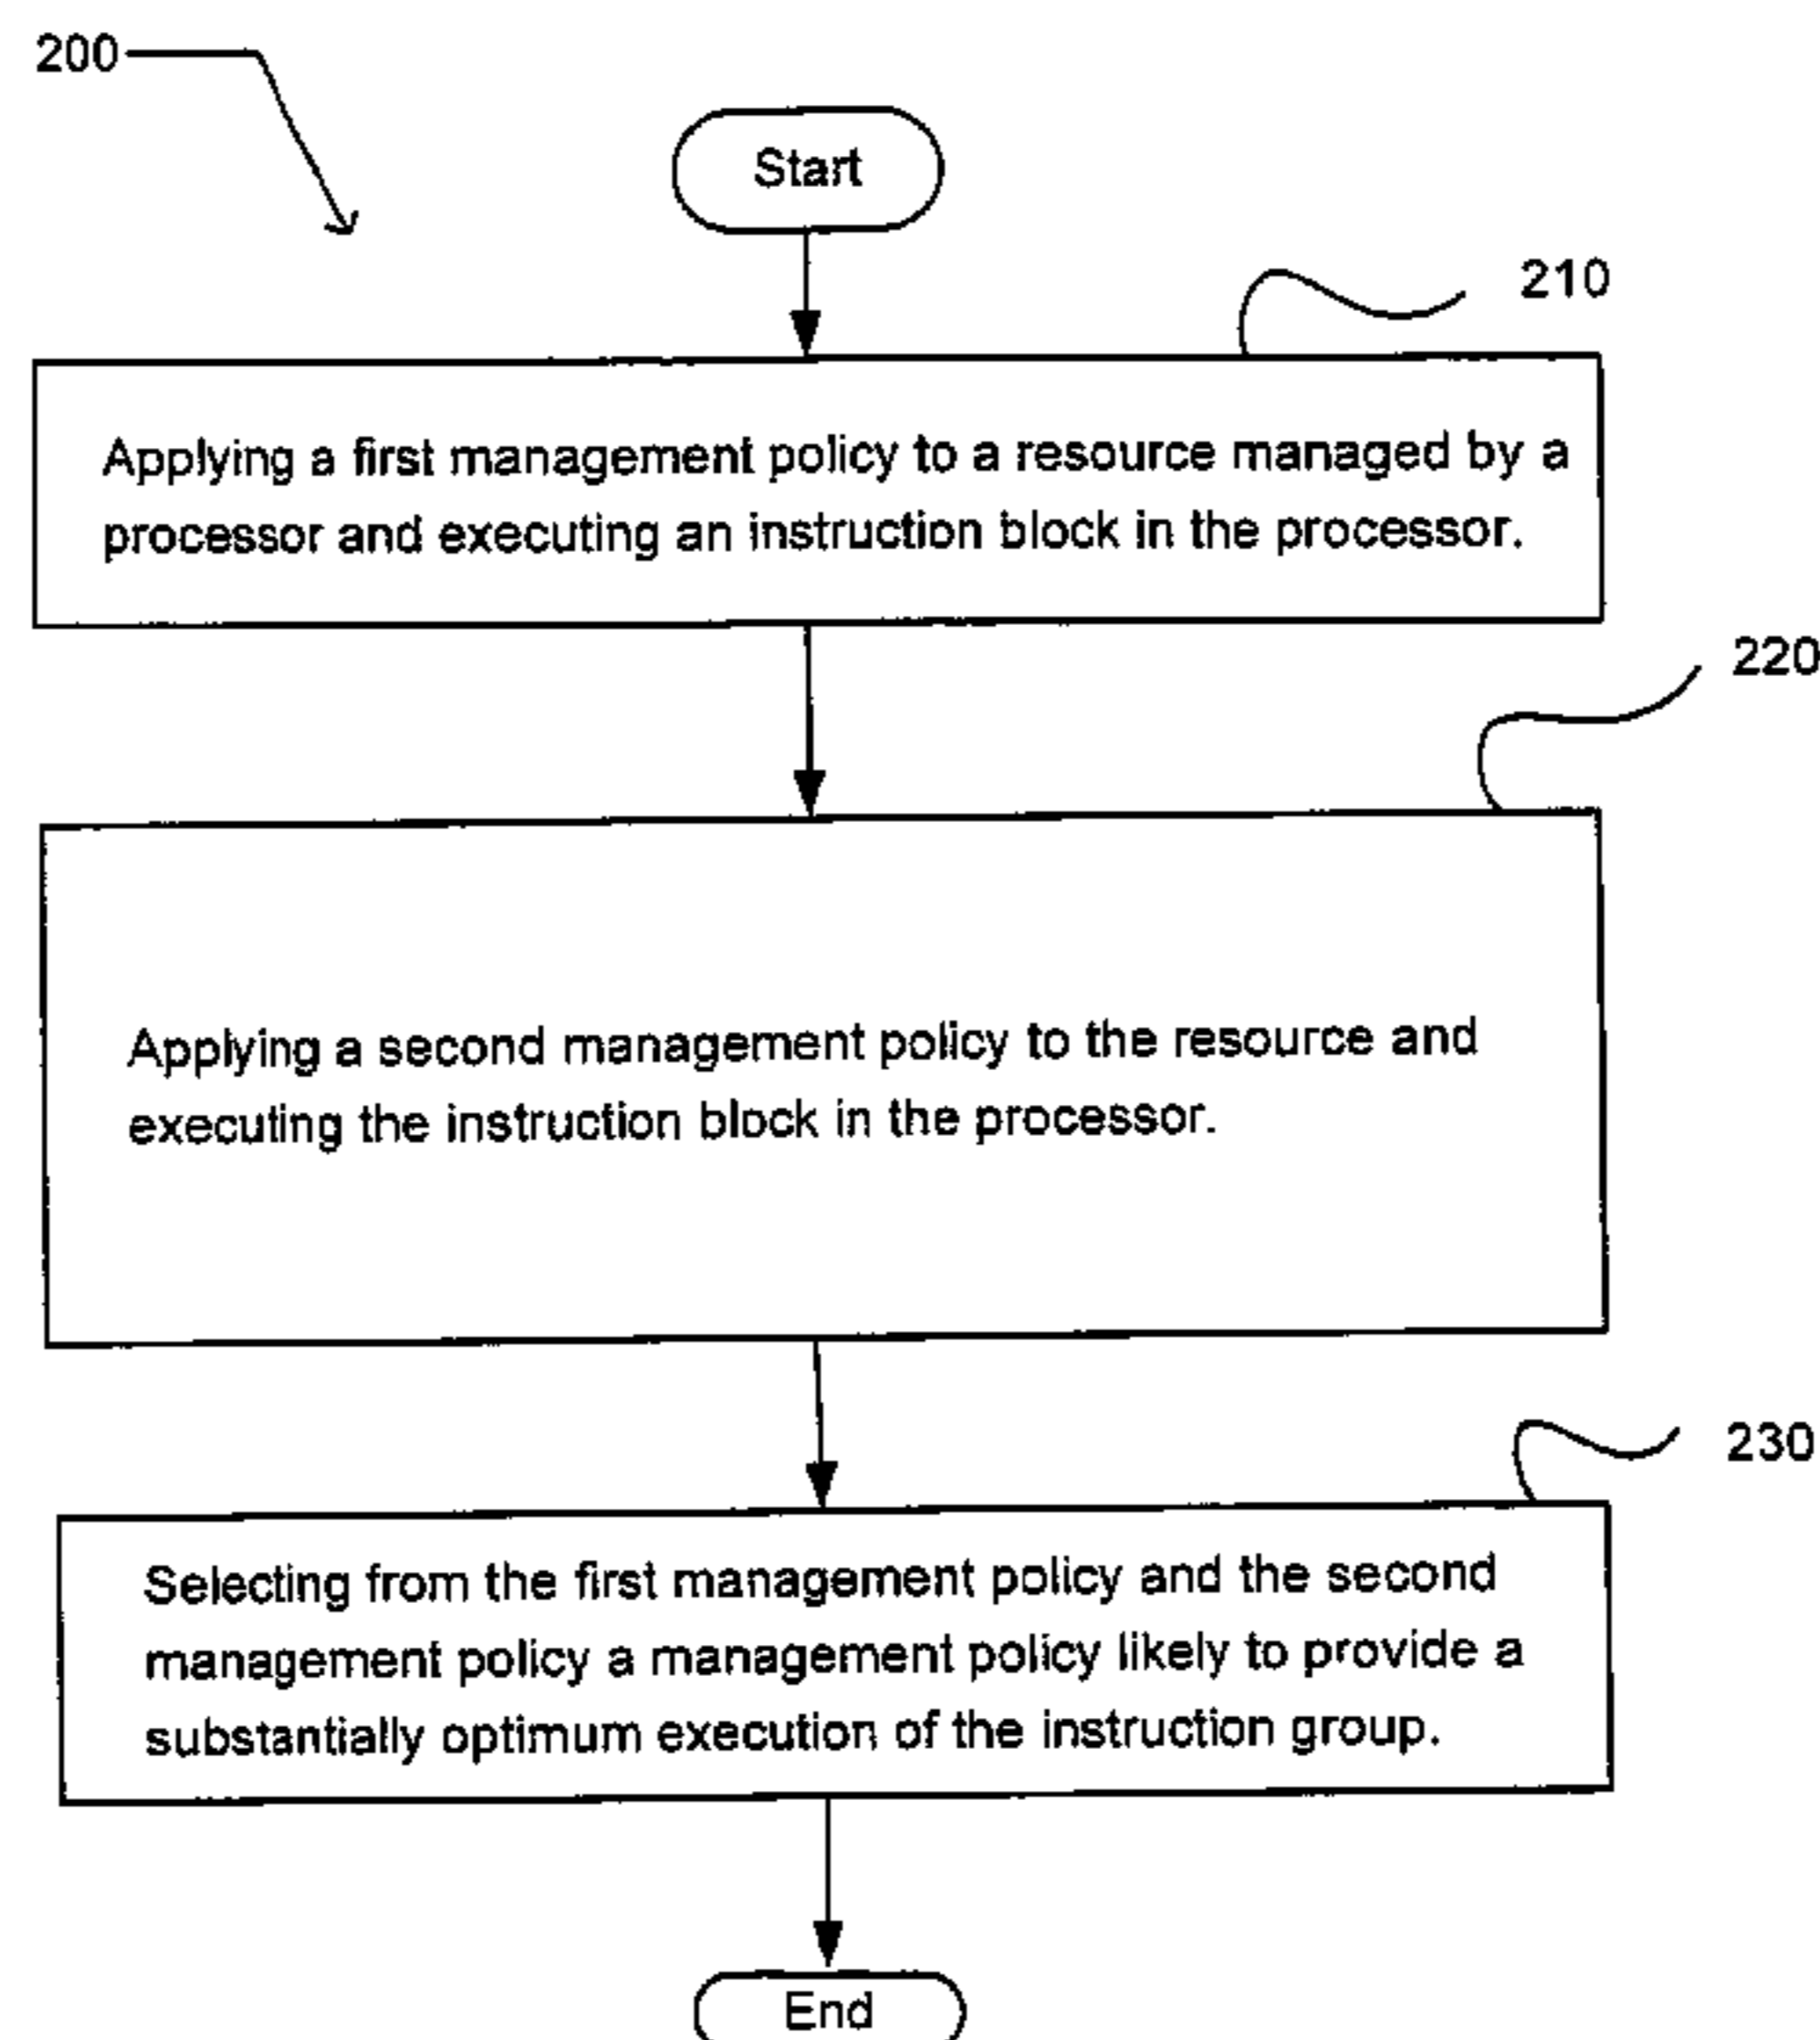 200
Start
210
Applying a first management policy to a resource managed by a
processor and executing an instruction block in the processor.
220
Applying a second management policy to the resource and
executing the instruction block in the processor.
230
Selecting from the first management policy and the second
management policy a management policy likely to provide a
substantially optimum execution of the instruction group.
End